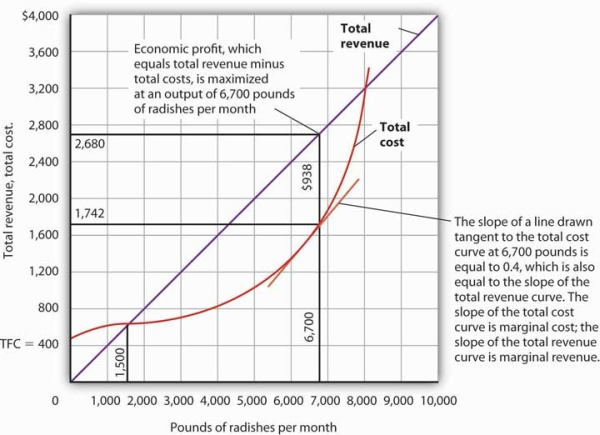 $4,000
3,600
3,200
2,800
2,400
2,000
1,600
1,200
800
TFC = 400
Total revenue, total cost.
Economic profit, which
equals total revenue minus
total costs, is maximized
at an output of 6,700 pounds
of radishes per month
Total
revenue
Total
cost
2,680
$938
1,742
6,700
1,500
The slope of a line drawn
tangent to the total cost
curve at 6,700 pounds is
equal to 0.4, which is also
equal to the slope of the
total revenue curve. The
slope of the total cost
curve is marginal cost; the
slope of the total revenue
curve is marginal revenue.
0 1,000 2,000 3,000 4,000 5,000 6,000 7,000 8,000 9,000 10,000
Pounds of radishes per month